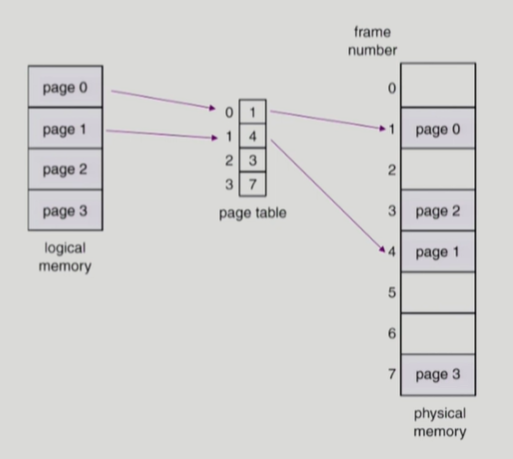 page 0
page 1
page 2
page 3
logical
memory
0 1
1 4
2 3
3 7
page table
frame
number
0
1 page 0
2
3 page 2
4 page 1
5
6
7 page 3
physical
memory